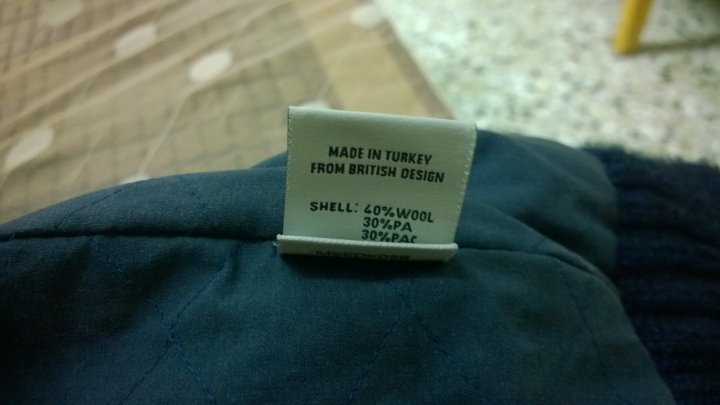 MADE IN TURKEY
FROM BRITISH DESIGN
SHELL: 40%WOOL
30%PA
30%PAC